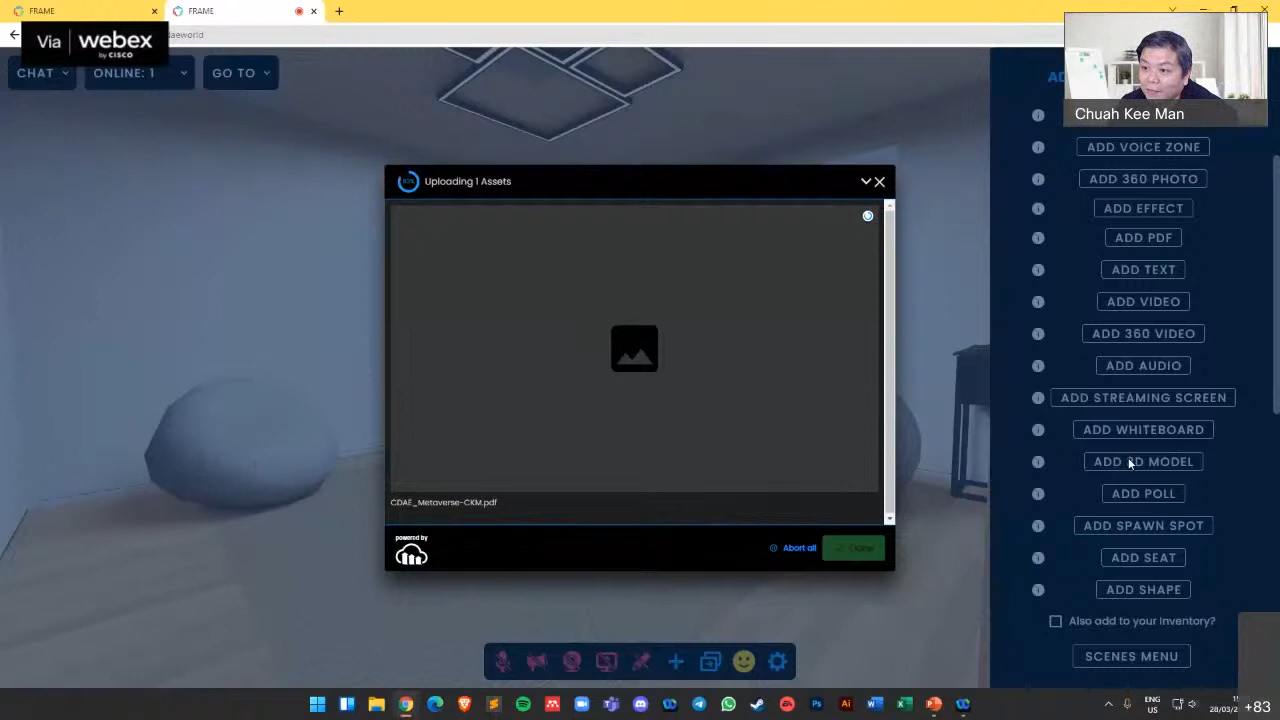 FRAME
FRAME
daeworld
Via webex
by CISCO
CHAT
ONLINE: 1
GO TO
Chuah Kee Man
ADD VOICE ZONE
ADD 360 PHOTO
ADD EFFECT
ADD PDF
ADD TEXT
ADD VIDEO
ADD 360 VIDEO
ADD AUDIO
ADD STREAMING SCREEN
ADD WHITEBOARD
ADD 3D MODEL
ADD POLL
ADD SPAWN SPOT
ADD SEAT
ADD SHAPE
Also add to your Inventory?
SCENES MENU
Uploading 1 Assets
CDAE_Metaverse-CKM.pdf
powered by
Abort all
Done
ENG
US
28/03/2
+83